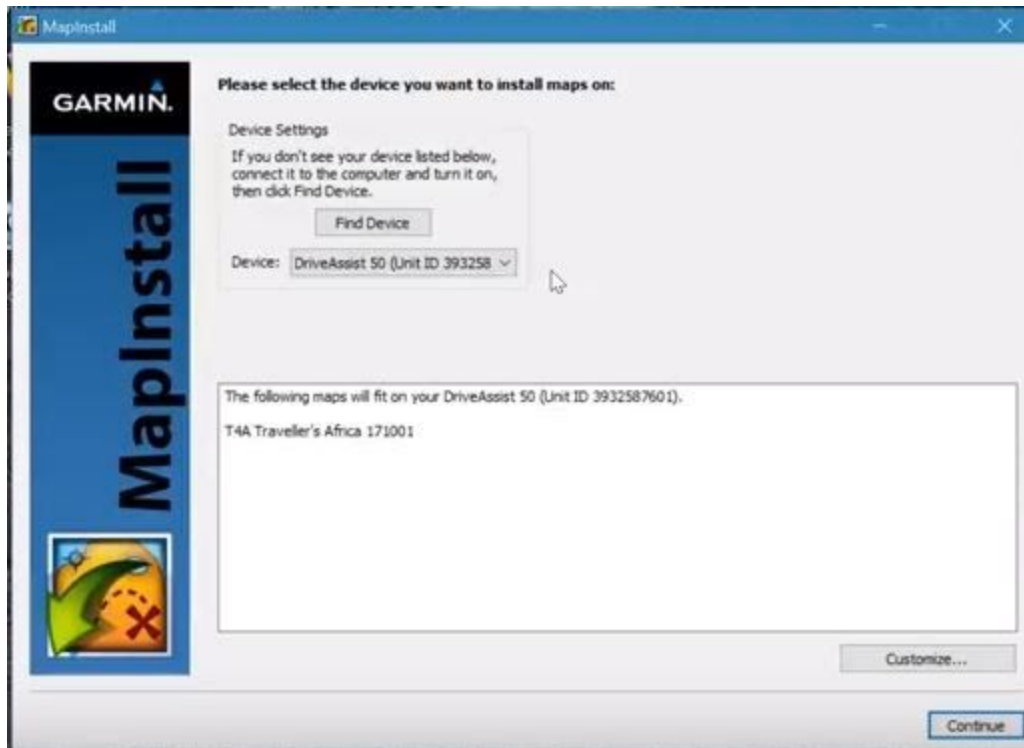 MapInstall
GARMIN.
MapInstall
Please select the device you want to install maps on:
Device Settings
If you don't see your device listed below,
connect it to the computer and turn it on,
then click Find Device.
Find Device
Device: DriveAssist 50 (Unit ID 393258
The following maps will fit on your DriveAssist 50 (Unit ID 3932587601).
T4A Traveller's Africa 171001
Customize...
Continue